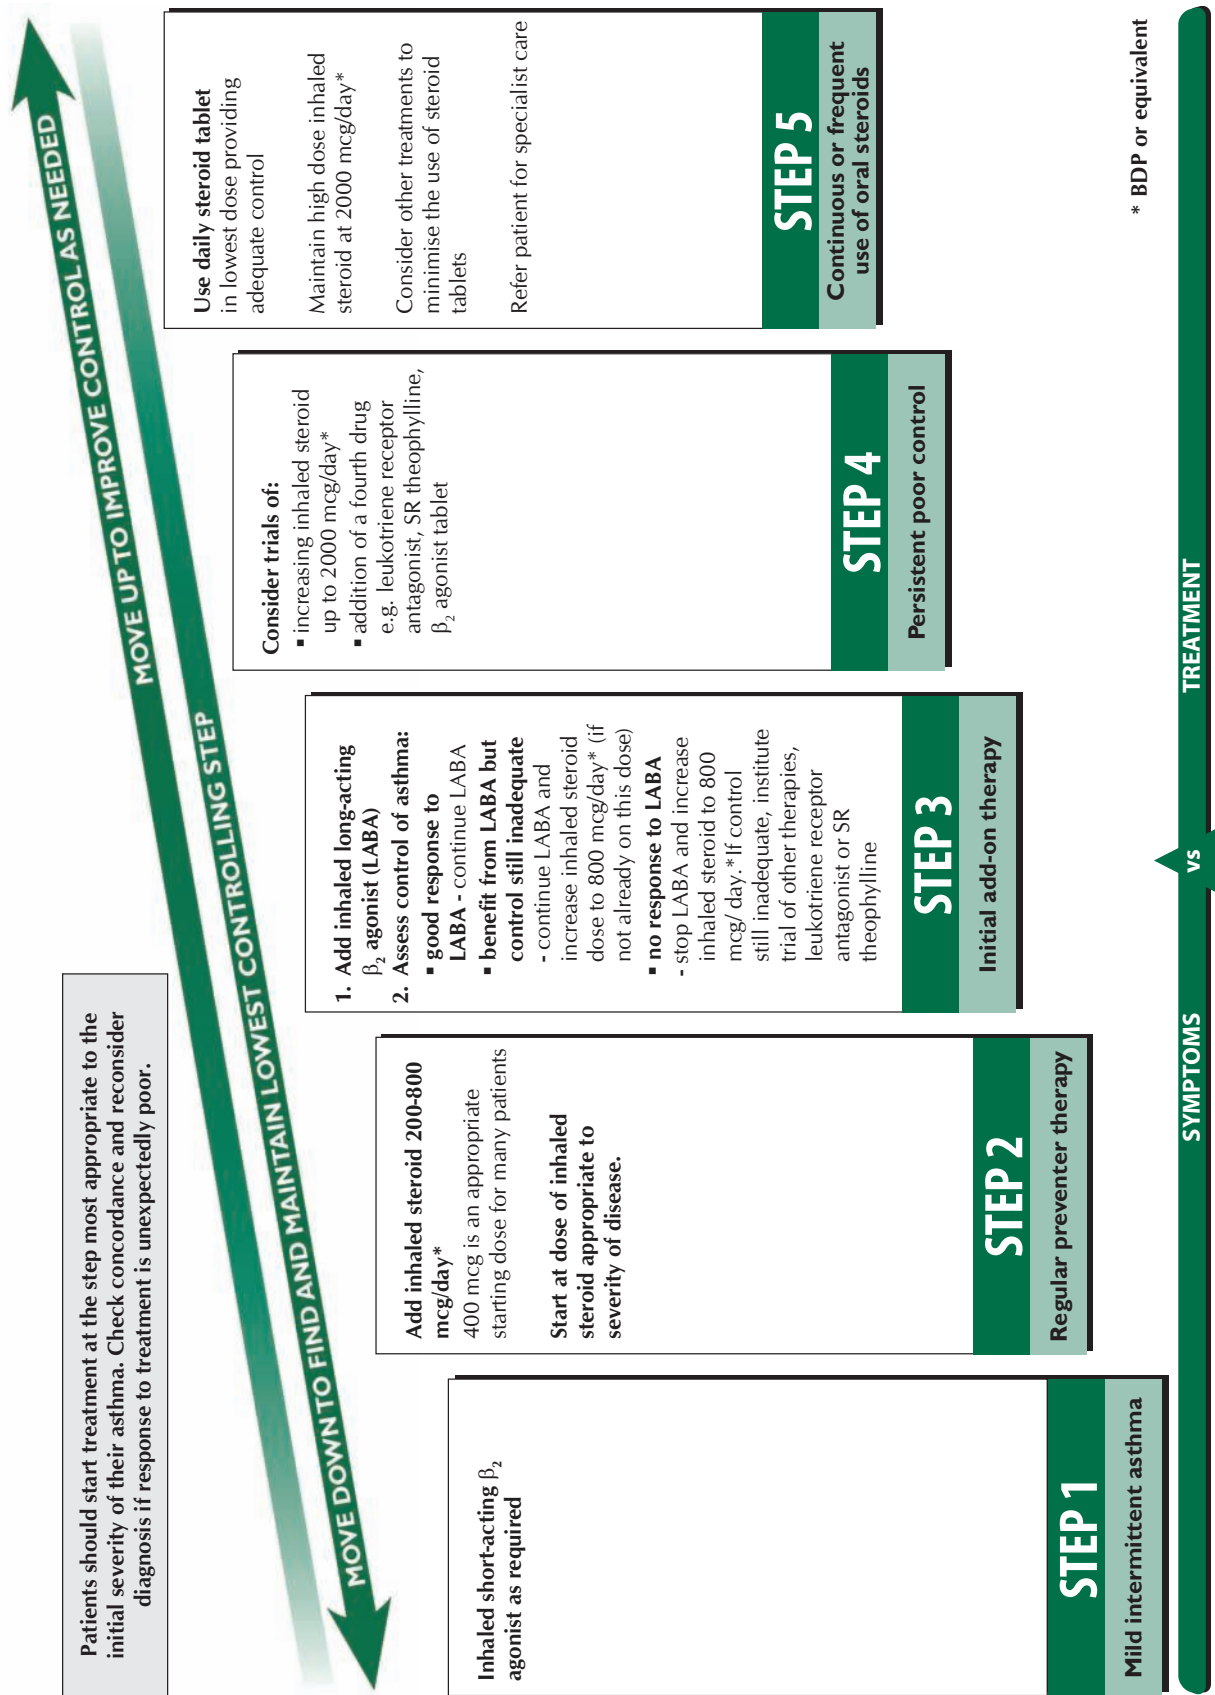 Patients should start treatment at the step most appropriate to the
initial severity of their asthma. Check concordance and reconsider
diagnosis if response to treatment is unexpectedly poor.
MOVE UP TO IMPROVE CONTROL AS NEEDED
MOVE DOWN TO FIND AND MAINTAIN LOWEST CONTROLLING STEP
Inhaled short-acting β₂
agonist as required
STEP 1
Mild intermittent asthma
Add inhaled steroid 200-800
mcg/day*
400 mcg is an appropriate
starting dose for many patients
Start at dose of inhaled
steroid appropriate to
severity of disease.
STEP 2
Regular preventer therapy
1. Add inhaled long-acting
β₂ agonist (LABA)
2. Assess control of asthma:
▪ good response to
LABA - continue LABA
▪ benefit from LABA but
control still inadequate
- continue LABA and
increase inhaled steroid
dose to 800 mcg/day* (if
not already on this dose)
▪ no response to LABA
- stop LABA and increase
inhaled steroid to 800
mcg/ day.*If control
still inadequate, institute
trial of other therapies,
leukotriene receptor
antagonist or SR
theophylline
STEP 3
Initial add-on therapy
Consider trials of:
▪ increasing inhaled steroid
up to 2000 mcg/day*
▪ addition of a fourth drug
e.g. leukotriene receptor
antagonist, SR theophylline,
β₂ agonist tablet
STEP 4
Persistent poor control
Use daily steroid tablet
in lowest dose providing
adequate control
Maintain high dose inhaled
steroid at 2000 mcg/day*
Consider other treatments to
minimise the use of steroid
tablets
Refer patient for specialist care
STEP 5
Continuous or frequent
use of oral steroids
* BDP or equivalent
SYMPTOMS vs TREATMENT